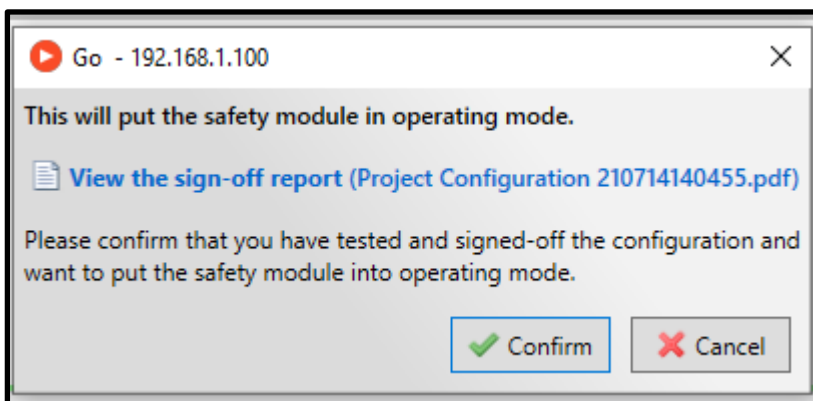 Go - 192.168.1.100
This will put the safety module in operating mode.
View the sign-off report (Project Configuration 210714140455.pdf)
Please confirm that you have tested and signed-off the configuration and
want to put the safety module into operating mode.
Confirm Cancel